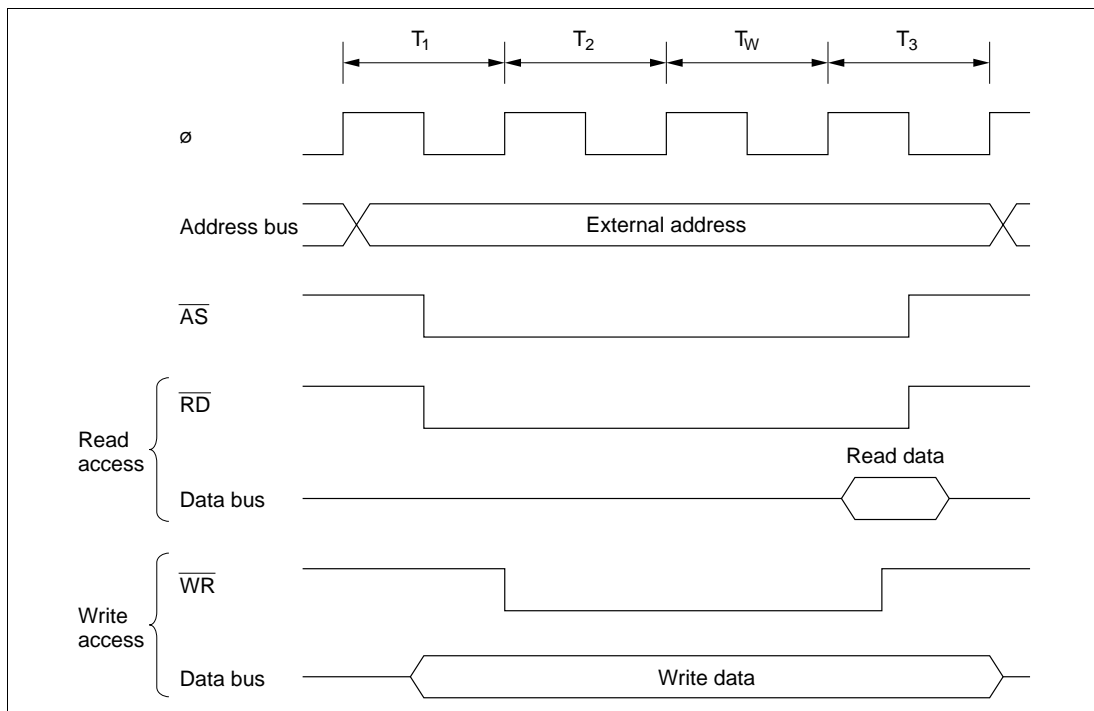 T1 T2 TW T3
ø
Address bus External address
AS
RD
Read access
Read data
Data bus
WR
Write access
Data bus Write data